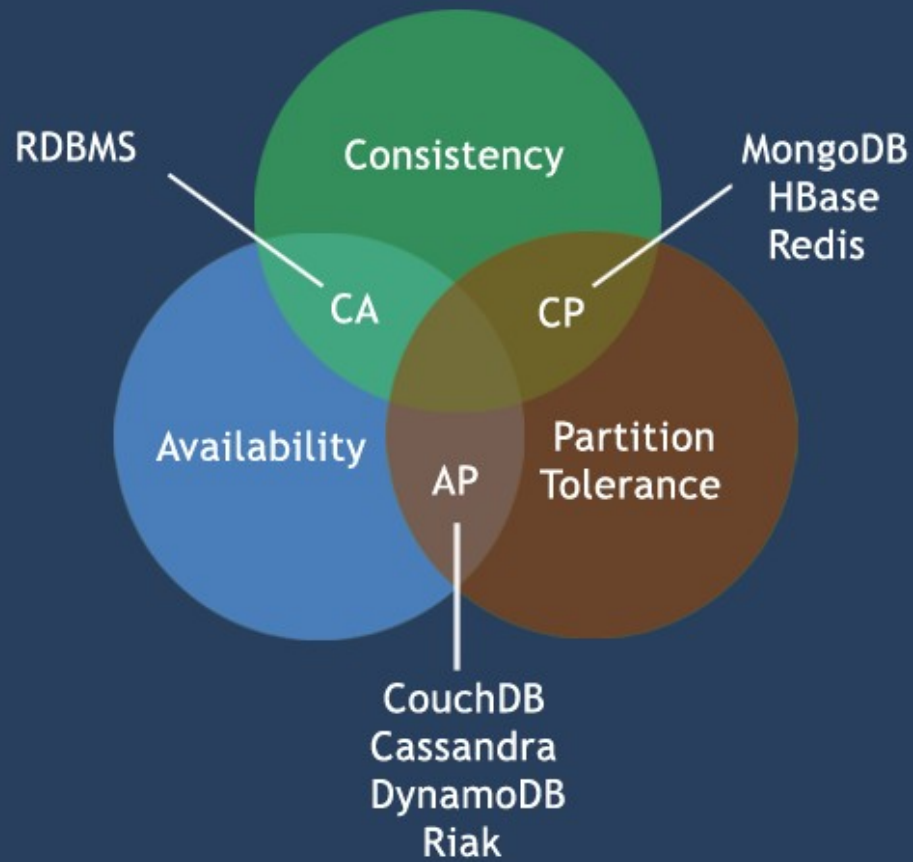 RDBMS
Consistency
MongoDB
HBase
Redis
CA
CP
Availability
Partition
Tolerance
AP
CouchDB
Cassandra
DynamoDB
Riak